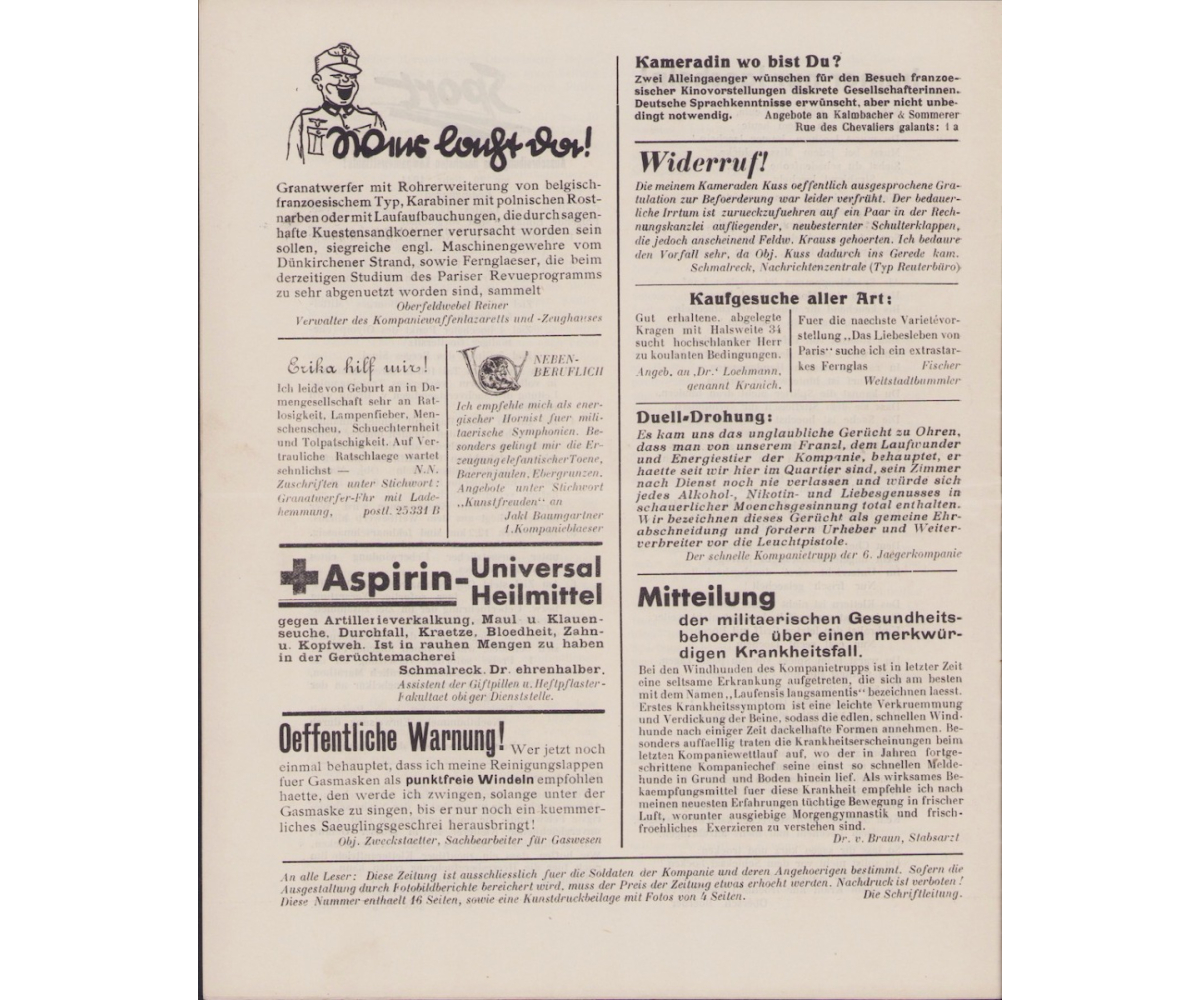 Wer lacht da!
Granatwerfer mit Rohrerweiterung von belgisch-
franzoesischem Typ, Karabiner mit polnischen Rost-
narben oder mit Laufaufbauchungen, die durch sagen-
hafte Kuestensandkoerner verursacht worden sein
sollen, siegreiche engl. Maschinengewehre vom
Dünkirchener Strand, sowie Fernglaeser, die beim
derzeitigen Studium des Pariser Revueprogramms
zu sehr abgenuetzt worden sind, sammelt
Oberfeldwebel Reiner
Verwalter des Kompaniewaffenlazaretts und -Zeughauses
Erika hilf mir!
Ich leide von Geburt an in Da-
mengesellschaft sehr an Rat-
losigkeit, Lampenfieber, Men-
schenscheu, Schuechternheit
und Tolpatschigkeit. Auf Ver-
trauliche Ratschlaege wartet
sehnlichst — N.N.
Zuschriften unter Stichwort:
Granatwerfer-Fhr mit Lade-
hemmung, postl. 25331 B
NEBEN-
BERUFLICH
Ich empfehle mich als ener-
gischer Hornist fuer mili-
taerische Symphonien. Be-
sonders gelingt mir die Er-
zeugung elefantischer Toene,
Baerenjaulen, Ebergrunzen.
Angebote unter Stichwort
„Kunstfreuden“ an
Jakl Baumgartner
1. Kompanieblaeser
Aspirin-Universal
Heilmittel
gegen Artillerieverkalkung, Maul u. Klauen-
seuche, Durchfall, Kraetze, Bloedheit, Zahn-
u. Kopfweh. Ist in rauhen Mengen zu haben
in der Gerüchtemacherei
Schmalreck. Dr. ehrenhalber.
Assistent der Giftpillen u. Heftpflaster-
Fakultaet obiger Dienststelle.
Oeffentliche Warnung! Wer jetzt noch
einmal behauptet, dass ich meine Reinigungslappen
fuer Gasmasken als punktfreie Windeln empfohlen
haette, den werde ich zwingen, solange unter der
Gasmaske zu singen, bis er nur noch ein kuemmer-
liches Saeuglingsgeschrei herausbringt!
Obj. Zweckstaetter, Sachbearbeiter für Gaswesen
Kameradin wo bist Du?
Zwei Alleingaenger wünschen für den Besuch franzoe-
sischer Kinovorstellungen diskrete Gesellschafterinnen.
Deutsche Sprachkenntnisse erwünscht, aber nicht unbe-
dingt notwendig. Angebote an Kalmbacher & Sommerer
Rue des Chevaliers galants: 1 a
Widerruf!
Die meinem Kameraden Kuss oeffentlich ausgesprochene Gra-
tulation zur Befoerderung war leider verfrüht. Der bedauer-
liche Irrtum ist zurueckzufuehren auf ein Paar in der Rech-
nungskanzlei aufliegender, neubesternter Schulterklappen,
die jedoch anscheinend Feldw. Krauss gehoerten. Ich bedaure
den Vorfall sehr, da Obj. Kuss dadurch ins Gerede kam.
Schmalreck, Nachrichtenzentrale (Typ Reuterbüro)
Kaufgesuche aller Art:
Gut erhaltene, abgelegte
Kragen mit Halsweite 34
sucht hochschlanker Herr
zu koulanten Bedingungen.
Angeb. an ‚Dr.‘ Lochmann,
genannt Kranich.
Fuer die naechste Varietévor-
stellung „Das Liebesleben von
Paris“ suche ich ein extrastar-
kes Fernglas Fischer
Weltstadtbummler
Duell-Drohung:
Es kam uns das unglaubliche Gerücht zu Ohren,
dass man von unserem Franzl, dem Laufwunder
und Energiestier der Kompanie, behauptet, er
haette seit wir hier im Quartier sind, sein Zimmer
nach Dienst noch nie verlassen und würde sich
jedes Alkohol-, Nikotin- und Liebesgenusses in
schauerlicher Moenchsgesinnung total enthalten.
Wir bezeichnen dieses Gerücht als gemeine Ehr-
abschneidung und fordern Urheber und Weiter-
verbreiter vor die Leuchtpistole.
Der schnelle Kompanietrupp der 6. Jaegerkompanie
Mitteilung
der militaerischen Gesundheits-
behoerde über einen merkwür-
digen Krankheitsfall.
Bei den Windhunden des Kompanietrupps ist in letzter Zeit
eine seltsame Erkrankung aufgetreten, die sich am besten
mit dem Namen „Laufensis langsamentis“ bezeichnen laesst.
Erstes Krankheitssymptom ist eine leichte Verkruemmung
und Verdickung der Beine, sodass die edlen, schnellen Wind-
hunde nach einiger Zeit dackelhafte Formen annehmen. Be-
sonders auffaellig traten die Krankheitserscheinungen beim
letzten Kompaniewettlauf auf, wo der in Jahren fortge-
schrittene Kompaniechef seine einst so schnellen Melde-
hunde in Grund und Boden hinein lief. Als wirksames Be-
kaempfungsmittel fuer diese Krankheit empfehle ich nach
meinen neuesten Erfahrungen tüchtige Bewegung in frischer
Luft, worunter ausgiebige Morgengymnastik und frisch-
froehliches Exerzieren zu verstehen sind.
Dr. v. Braun, Stabsarzt
An alle Leser: Diese Zeitung ist ausschliesslich fuer die Soldaten der Kompanie und deren Angehoerigen bestimmt. Sofern die
Ausgestaltung durch Fotobildberichte bereichert wird, muss der Preis der Zeitung etwas erhoeht werden. Nachdruck ist verboten!
Diese Nummer enthaelt 16 Seiten, sowie eine Kunstdruckbeilage mit Fotos von 4 Seiten. Die Schriftleitung.